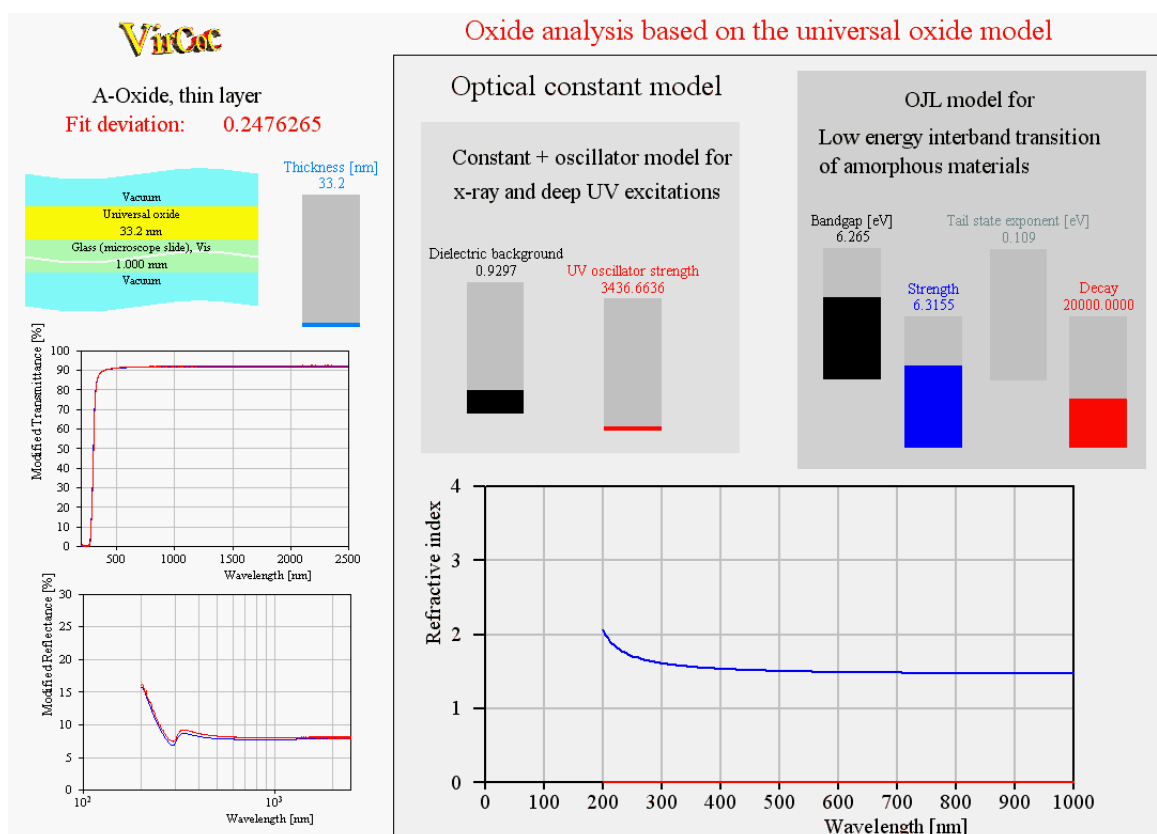 VirCoc
Oxide analysis based on the universal oxide model
A-Oxide, thin layer
Fit deviation: 0.2476265
Thickness [nm]
33.2
Vacuum
Universal oxide
33.2 nm
Glass (microscope slide), Vis
1.000 mm
Vacuum
Optical constant model
Constant + oscillator model for
x-ray and deep UV excitations
Dielectric background
0.9297
UV oscillator strength
3436.6636
OJL model for
Low energy interband transition
of amorphous materials
Bandgap [eV]
6.265
Tail state exponent [eV]
0.109
Strength
6.3155
Decay
20000.0000
Modified Transmittance [%]
100
90
80
70
60
50
40
30
20
10
0
500 1000 1500 2000 2500
Wavelength [nm]
Modified Reflectance [%]
30
25
20
15
10
5
0
10² 10³
Wavelength [nm]
Refractive index
4
3
2
1
0
0 100 200 300 400 500 600 700 800 900 1000
Wavelength [nm]